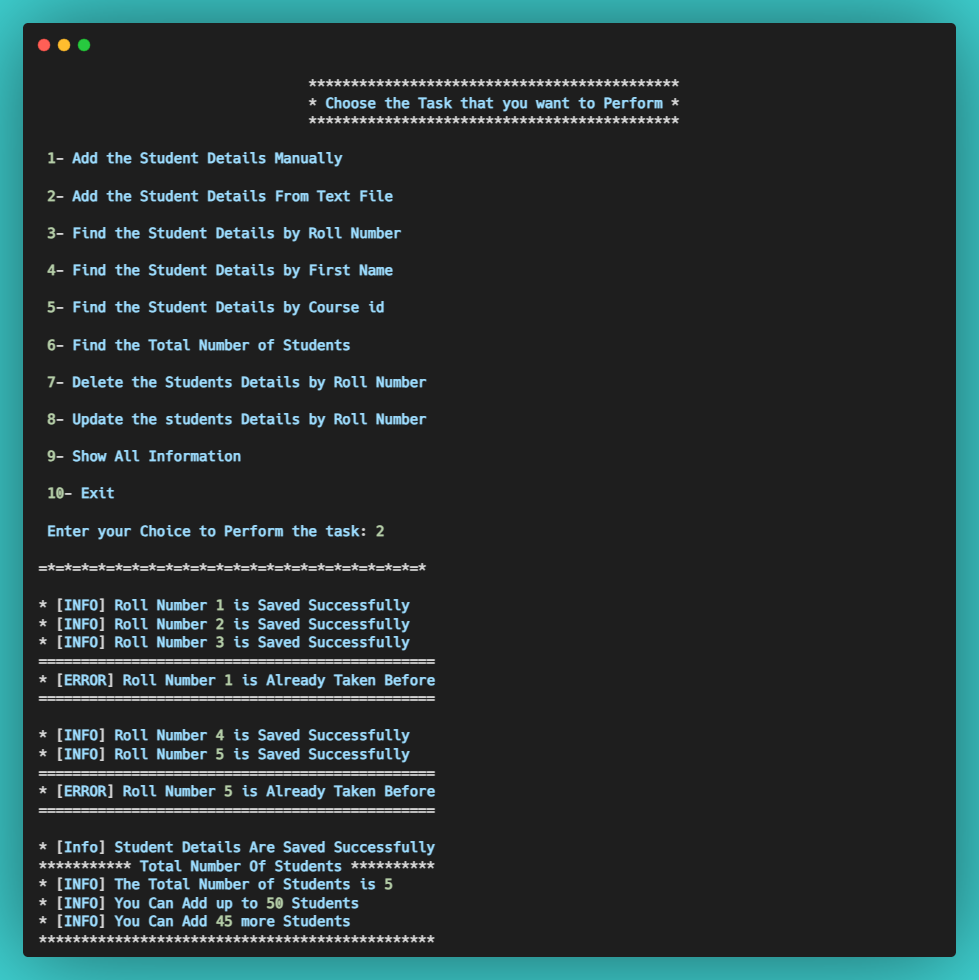 ********************************************
* Choose the Task that you want to Perform *
********************************************
1- Add the Student Details Manually
2- Add the Student Details From Text File
3- Find the Student Details by Roll Number
4- Find the Student Details by First Name
5- Find the Student Details by Course id
6- Find the Total Number of Students
7- Delete the Students Details by Roll Number
8- Update the students Details by Roll Number
9- Show All Information
10- Exit
Enter your Choice to Perform the task: 2
=*=*=*=*=*=*=*=*=*=*=*=*=*=*=*=*=*=*=*=*=*=*=*
* [INFO] Roll Number 1 is Saved Successfully
* [INFO] Roll Number 2 is Saved Successfully
* [INFO] Roll Number 3 is Saved Successfully
===============================================
* [ERROR] Roll Number 1 is Already Taken Before
===============================================
* [INFO] Roll Number 4 is Saved Successfully
* [INFO] Roll Number 5 is Saved Successfully
===============================================
* [ERROR] Roll Number 5 is Already Taken Before
===============================================
* [Info] Student Details Are Saved Successfully
*********** Total Number Of Students **********
* [INFO] The Total Number of Students is 5
* [INFO] You Can Add up to 50 Students
* [INFO] You Can Add 45 more Students
***********************************************